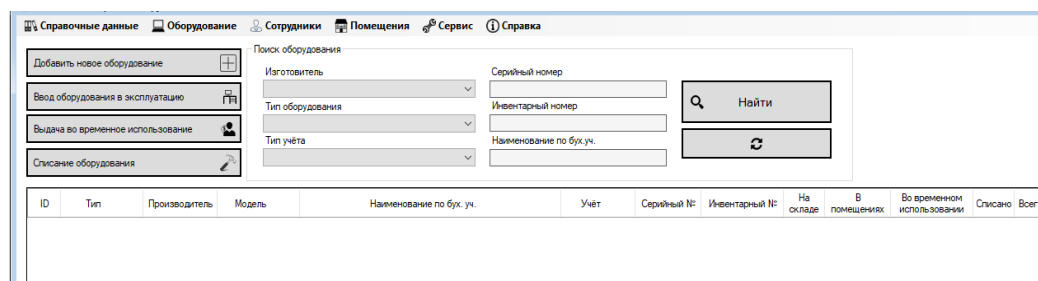 Справочные данные Оборудование Сотрудники Помещения Сервис Справка
Добавить новое оборудование
Ввод оборудования в эксплуатацию
Выдача во временное использование
Списание оборудования
Поиск оборудования
Изготовитель
Тип оборудования
Тип учёта
Серийный номер
Инвентарный номер
Наименование по бух.уч.
Найти
ID Тип Производитель Модель Наименование по бух. уч. Учёт Серийный № Инвентарный № На складе В помещениях Во временном использовании Списано